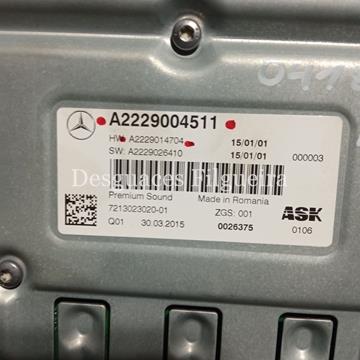 A2229004511
HW: A2229014704 15/01/01
SW: A2229026410 15/01/01 000003
Desguaces Filgueira
Premium Sound Made in Romania
7213023020-01 ZGS: 001 ASK
Q01 30.03.2015 0026375 0106